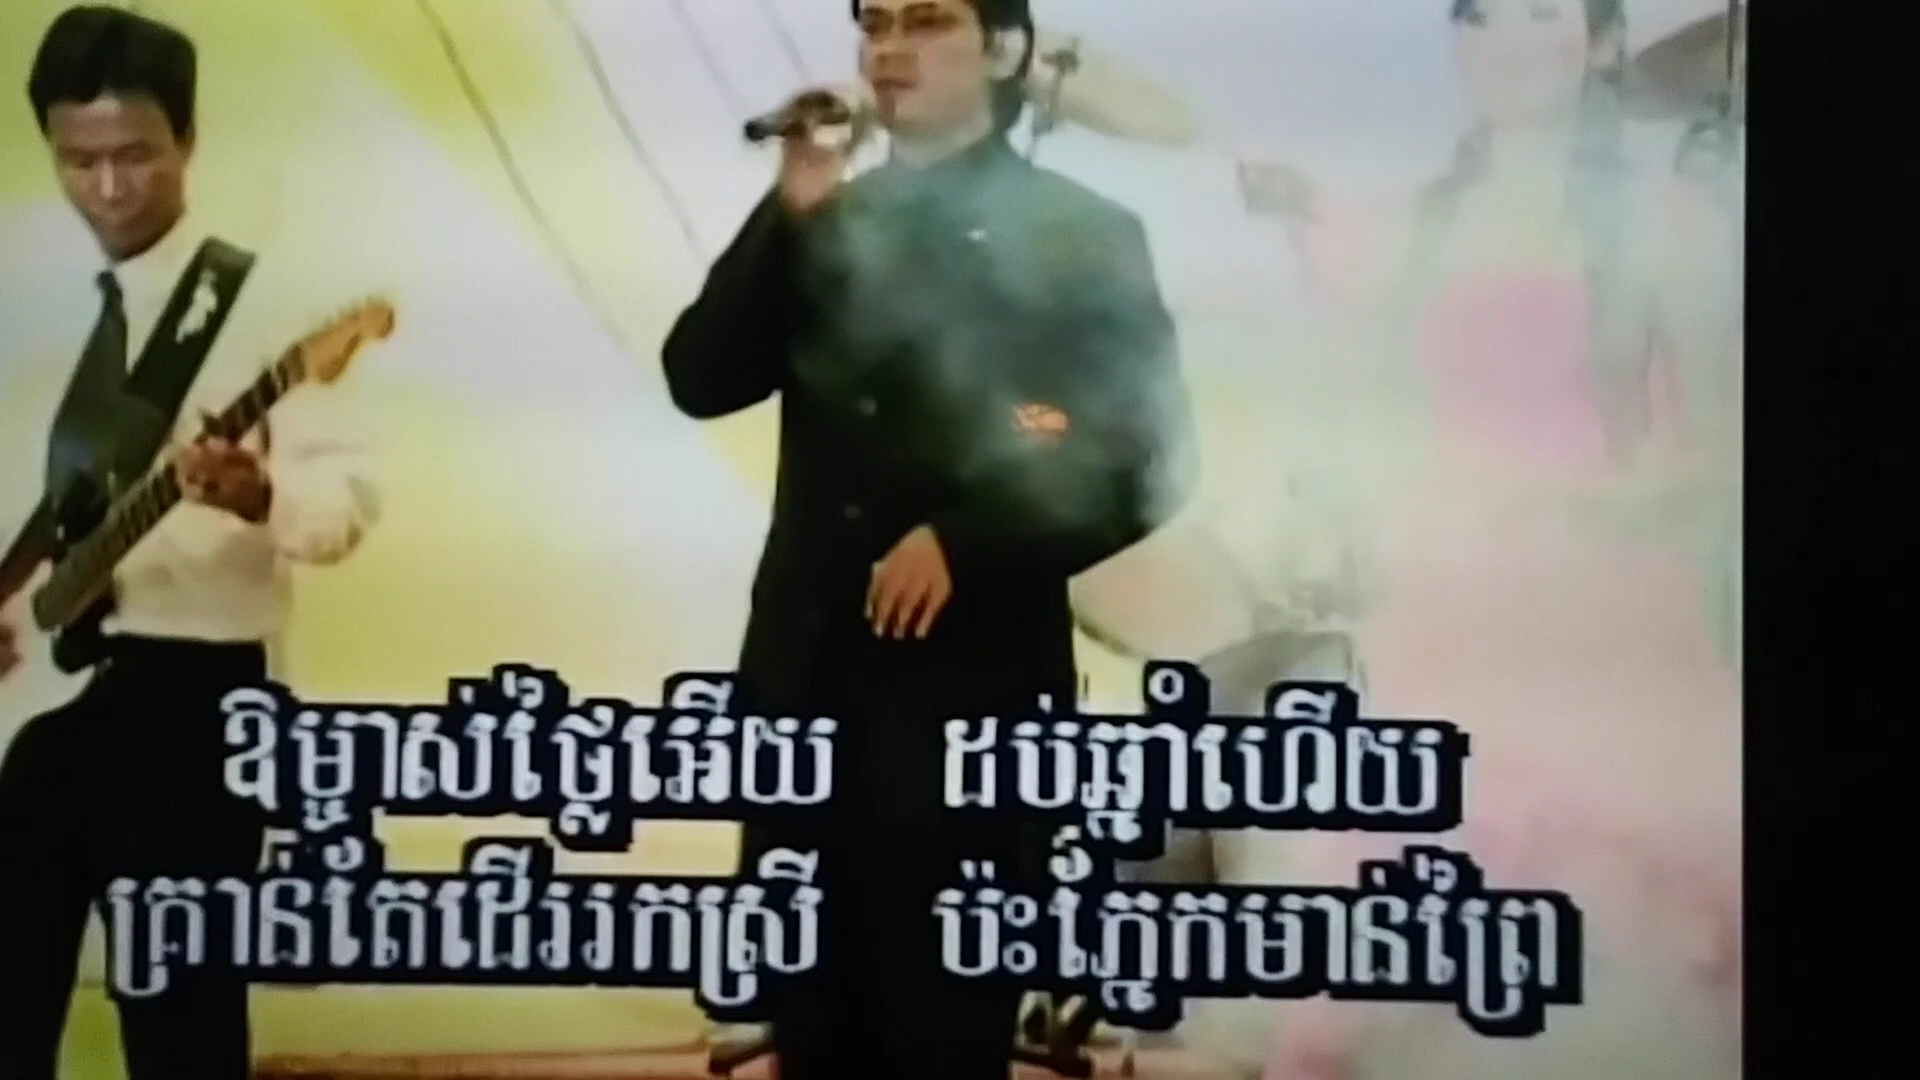 ឱម្ចាស់ថ្លៃអើយ ដប់ឆ្នាំហើយ
គ្រាន់តែដើររកស្រី ប៉ះភ្នែកមាន់ព្រៃ